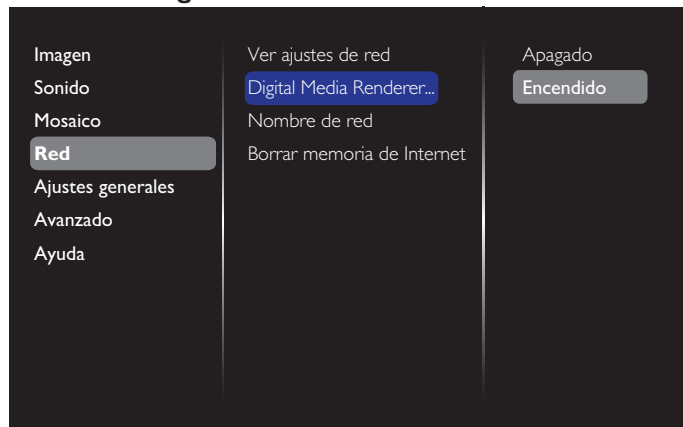 Imagen
Sonido
Mosaico
Red
Ajustes generales
Avanzado
Ayuda
Ver ajustes de red
Digital Media Renderer...
Nombre de red
Borrar memoria de Internet
Apagado
Encendido